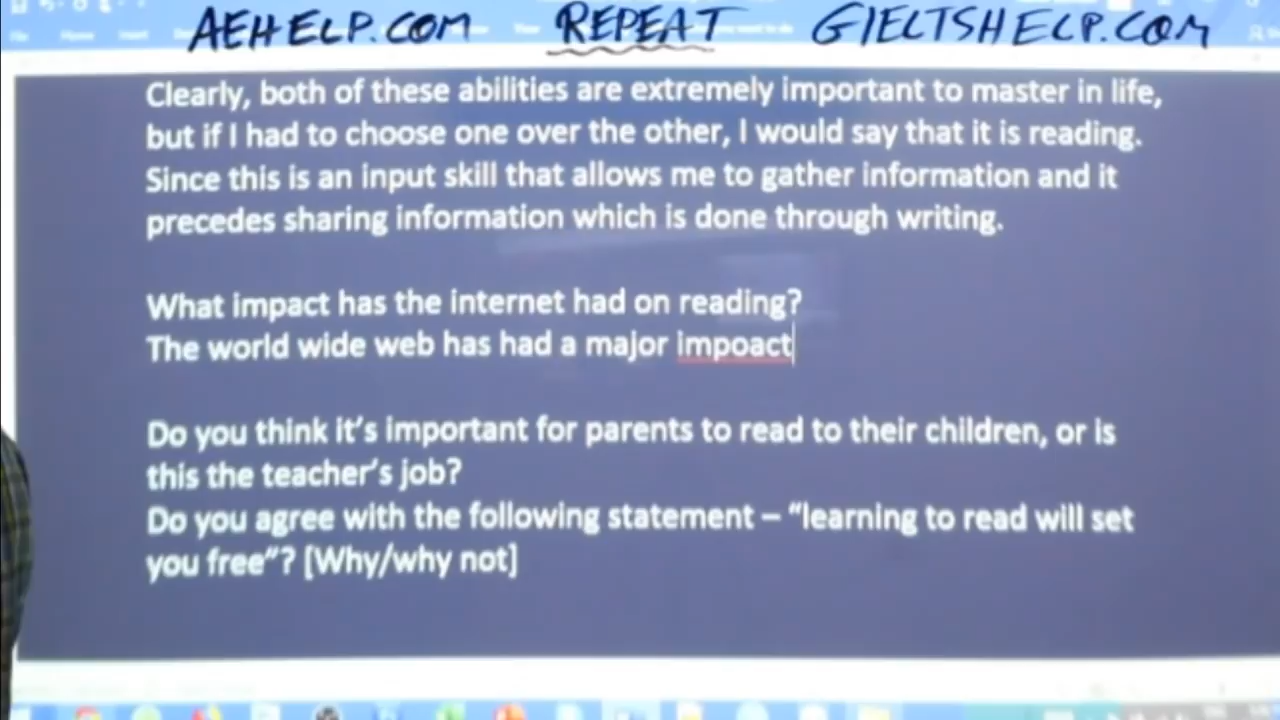 AEHELP.COM REPEAT GIELTSHELP.COM
Clearly, both of these abilities are extremely important to master in life,
but if I had to choose one over the other, I would say that it is reading.
Since this is an input skill that allows me to gather information and it
precedes sharing information which is done through writing.
What impact has the internet had on reading?
The world wide web has had a major impoact
Do you think it’s important for parents to read to their children, or is
this the teacher’s job?
Do you agree with the following statement – “learning to read will set
you free”? [Why/why not]